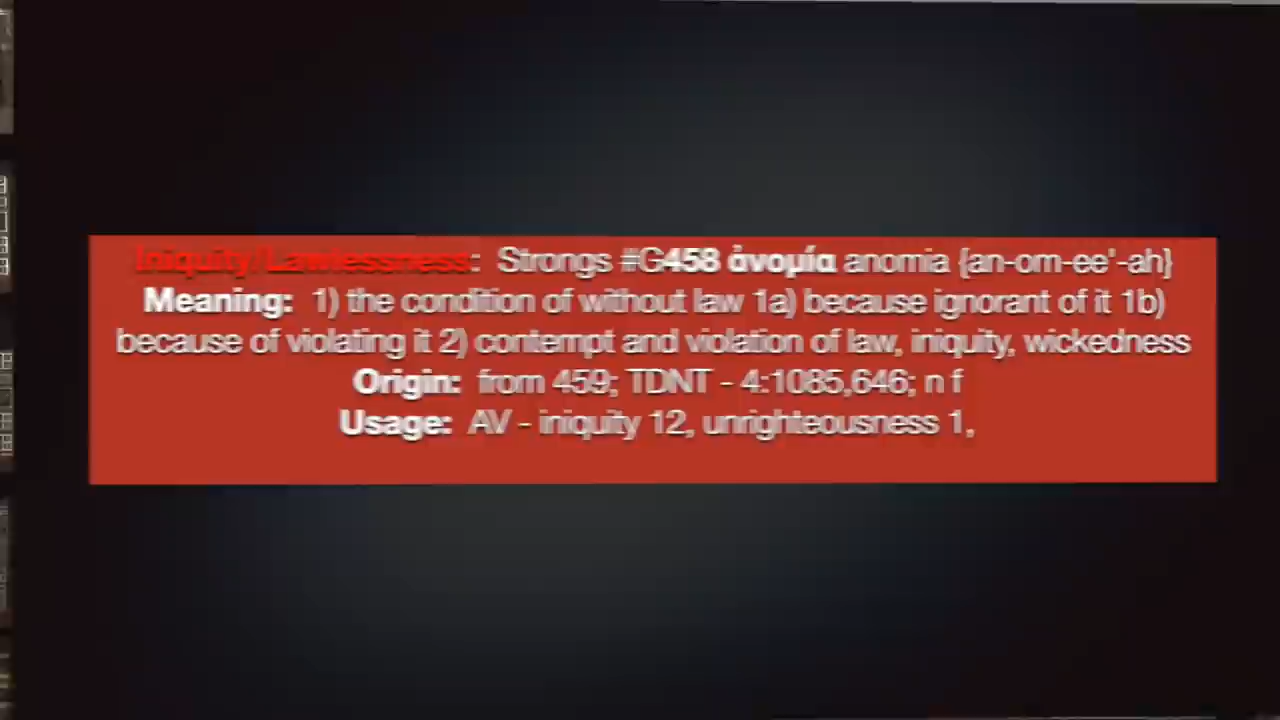 Iniquity/Lawlessness: Strongs #G458 ἀνομία anomia {an-om-ee'-ah}
Meaning: 1) the condition of without law 1a) because ignorant of it 1b)
because of violating it 2) contempt and violation of law, iniquity, wickedness
Origin: from 459; TDNT - 4:1085,646; n f
Usage: AV - iniquity 12, unrighteousness 1,